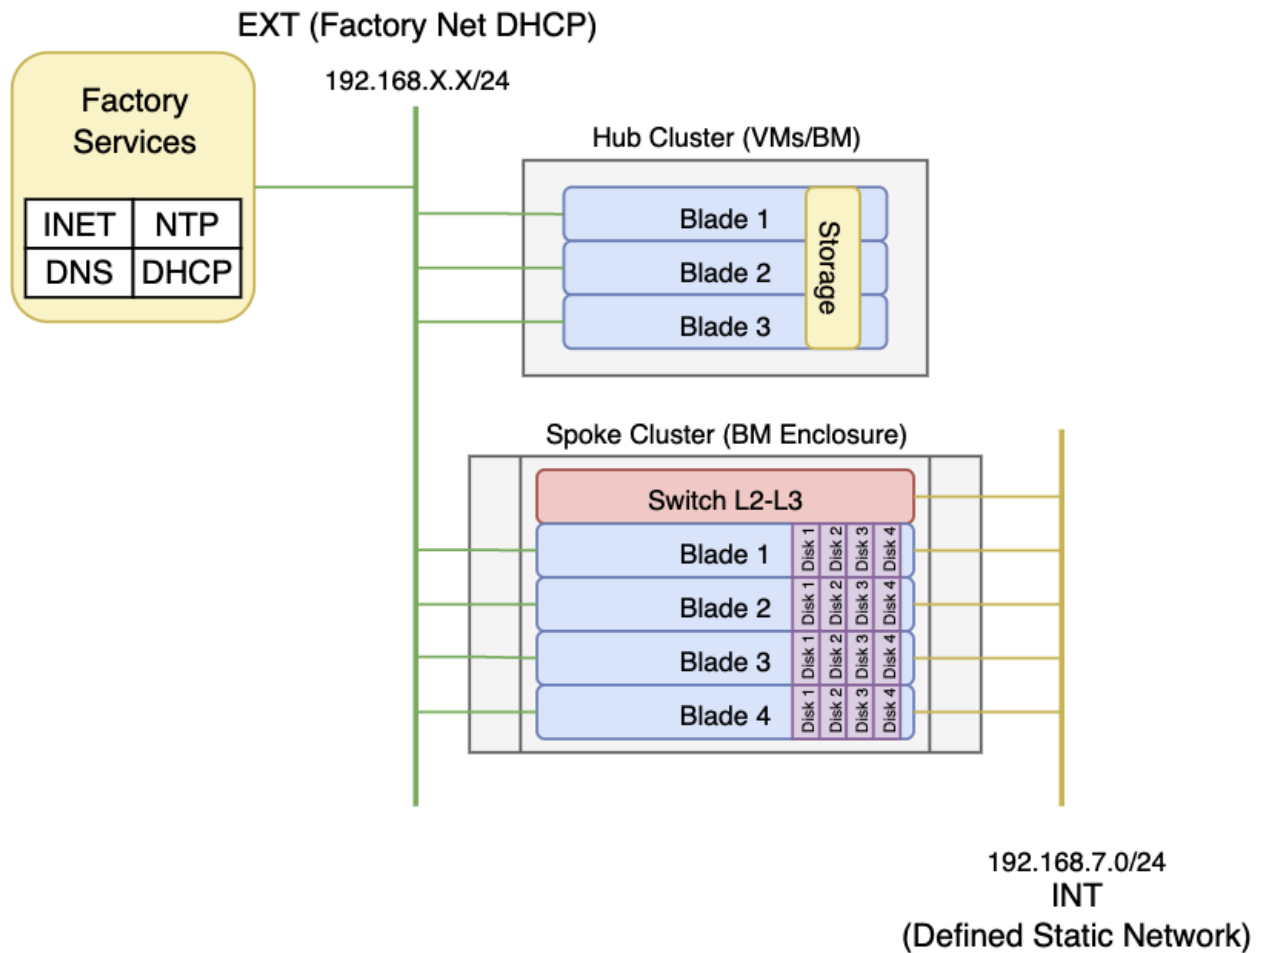 EXT (Factory Net DHCP)
192.168.X.X/24
Factory
Services
INET NTP
DNS DHCP
Hub Cluster (VMs/BM)
Blade 1
Blade 2
Blade 3
Storage
Spoke Cluster (BM Enclosure)
Switch L2-L3
Blade 1 Disk 1 Disk 2 Disk 3 Disk 4
Blade 2 Disk 1 Disk 2 Disk 3 Disk 4
Blade 3 Disk 1 Disk 2 Disk 3 Disk 4
Blade 4 Disk 1 Disk 2 Disk 3 Disk 4
192.168.7.0/24
INT
(Defined Static Network)